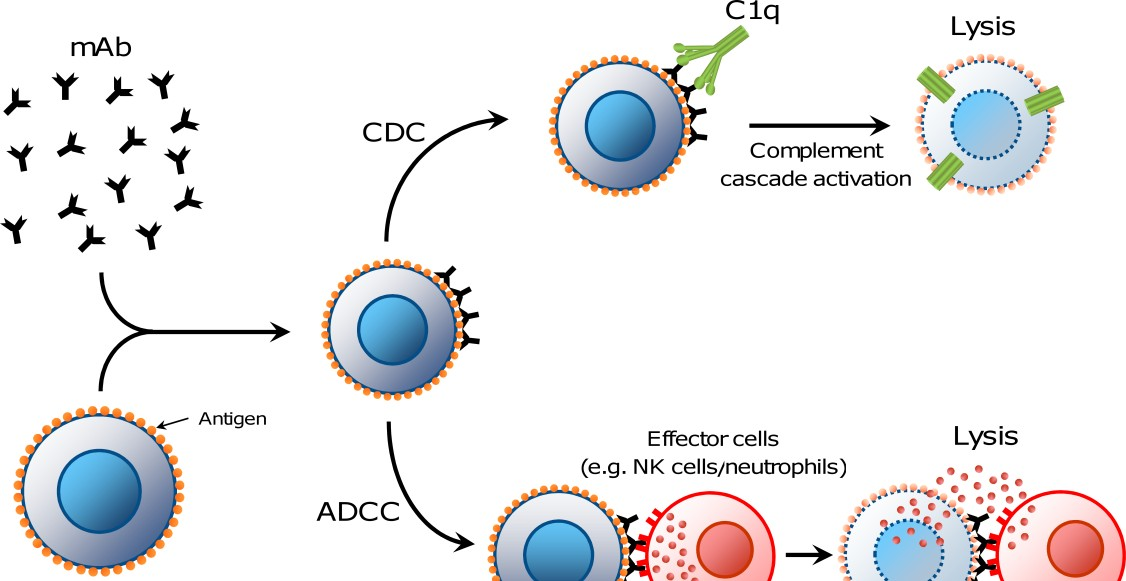 mAb
C1q
Lysis
CDC
Complement
cascade activation
Antigen
Effector cells
(e.g. NK cells/neutrophils)
Lysis
ADCC